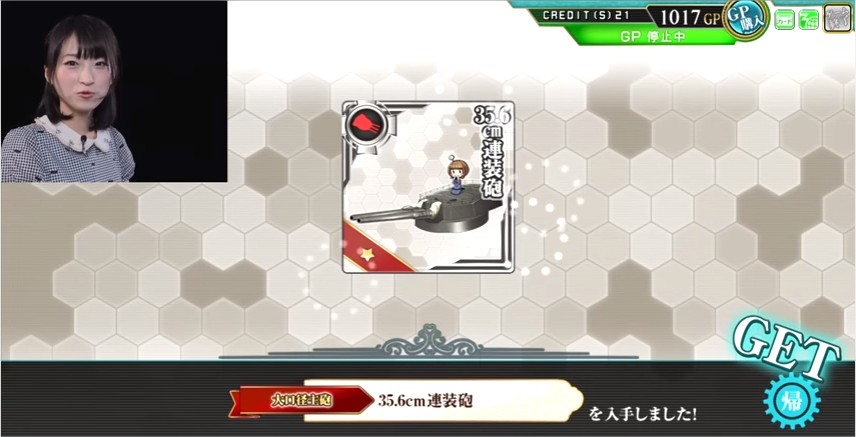 CREDIT(S) 21
1017 GP
GP購入
GP 停止中
35.6cm連装砲
GET
大口径主砲
35.6cm連装砲
を入手しました!
帰